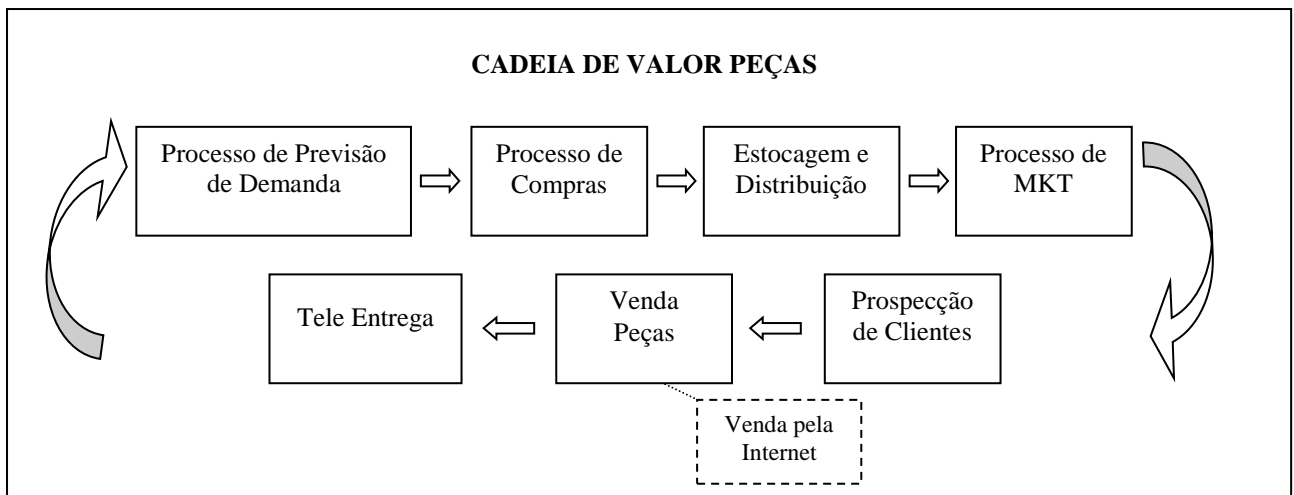 CADEIA DE VALOR PEÇAS
Processo de Previsão
de Demanda
Processo de
Compras
Estocagem e
Distribuição
Processo de
MKT
Tele Entrega
Venda
Peças
Prospecção
de Clientes
Venda pela
Internet